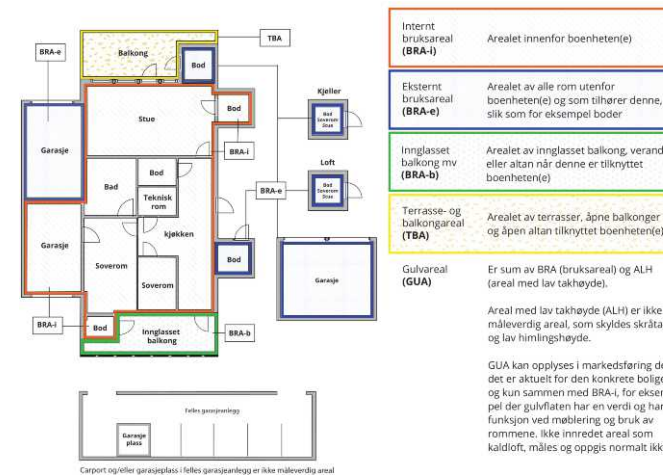 BRA-e
Balkong
TBA
Bod
Kjeller
Bod
Soverom
Stue
Stue
Bod
Garasje
BRA-i
Loft
Bod
Bad
Bod
Soverom
Stue
Teknisk
rom
BRA-e
kjøkken
Garasje
Bod
Soverom
Garasje
Soverom
BRA-i
Bod
Innglasset
balkong
BRA-b
Felles garasjeanlegg
Garasje
plass
Carport og/eller garasjeplass i felles garasjeanlegg er ikke måleverdig areal
Internt
bruksareal
(BRA-i)
Arealet innenfor boenheten(e)
Eksternt
bruksareal
(BRA-e)
Arealet av alle rom utenfor
boenheten(e) og som tilhører denne,
slik som for eksempel boder
Innglasset
balkong mv
(BRA-b)
Arealet av innglasset balkong, verand
eller altan når denne er tilknyttet
boenheten(e)
Terrasse- og
balkongareal
(TBA)
Arealet av terrasser, åpne balkonger
og åpen altan tilknyttet boenheten(e)
Gulvareal
(GUA)
Er sum av BRA (bruksareal) og ALH
(areal med lav takhøyde).
Areal med lav takhøyde (ALH) er ikke
måleverdig areal, som skyldes skråta
og lav himlingshøyde.
GUA kan opplyses i markedsføring de
det er aktuelt for den konkrete bolige
og kun sammen med BRA-i, for eksem
pel der gulvflaten har en verdi og har
funksjon ved møblering og bruk av
rommene. Ikke innredet areal som
kaldloft, måles og oppgis normalt ikk